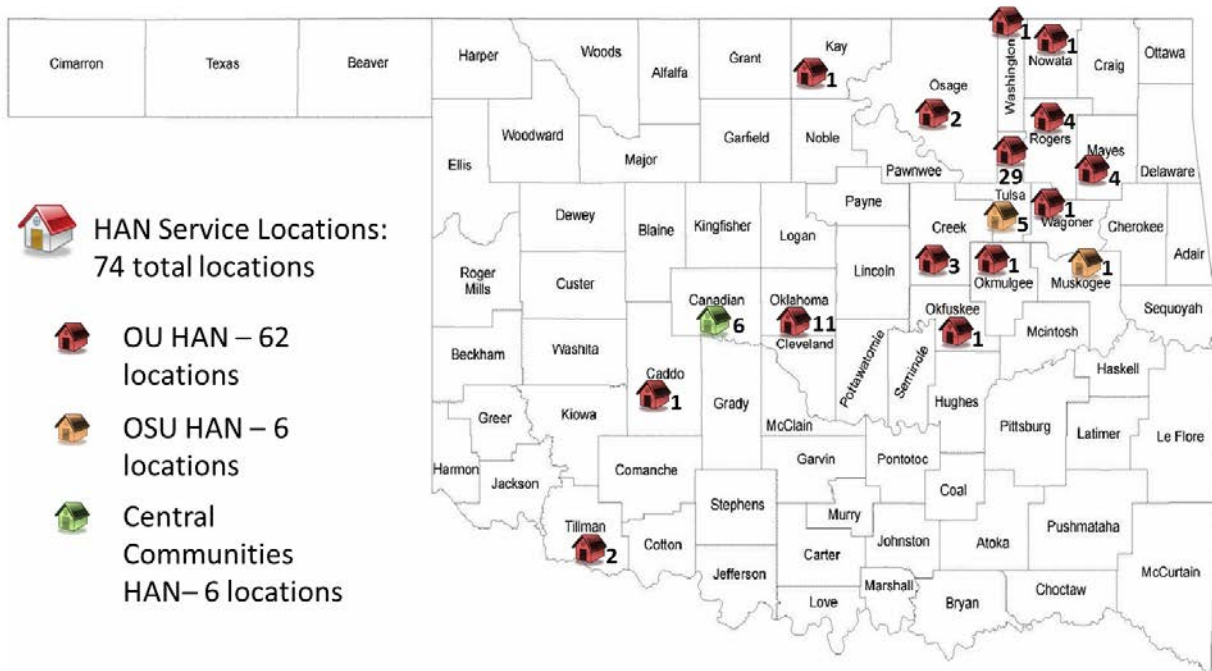 1
1
Kay
Woods
Grant
Harper
Ottawa
Nowata
Craig
Cimarron
Texas
Beaver
Alfalfa
Washington
1
Osage
2
4
Rogers
Woodward
Garfield
Noble
Mayes
Major
Ellis
Pawnwee
29
4
Delaware
Tulsa
Payne
HAN Service Locations:
74 total locations
Dewey
Blaine
Kingfisher
Logan
Creek
5
1
Wagoner
Cherokee
Adair
Roger
Mills
Custer
Lincoln
3
1
Okmulgee
1
Muskogee
Canadian
6
Oklahoma
11
Okfuskee
1
Sequoyah
Mcintosh
OU HAN – 62
locations
Beckham
Washita
Cleveland
Pottawatomie
Seminole
Haskell
Caddo
1
Grady
Hughes
Greer
Kiowa
McClain
Pittsburg
Latimer
Le Flore
OSU HAN – 6
locations
Harmon
Jackson
Comanche
Garvin
Pontotoc
Coal
Stephens
Murry
Central
Communities
HAN– 6 locations
Tillman
2
Cotton
Johnston
Atoka
Pushmataha
Carter
Jefferson
Marshall
McCurtain
Love
Bryan
Choctaw